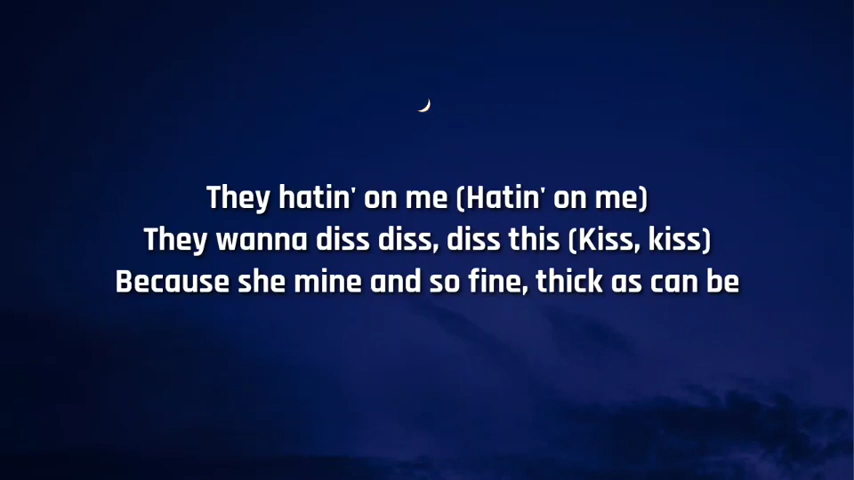 They hatin' on me (Hatin' on me)
They wanna diss diss, diss this (Kiss, kiss)
Because she mine and so fine, thick as can be